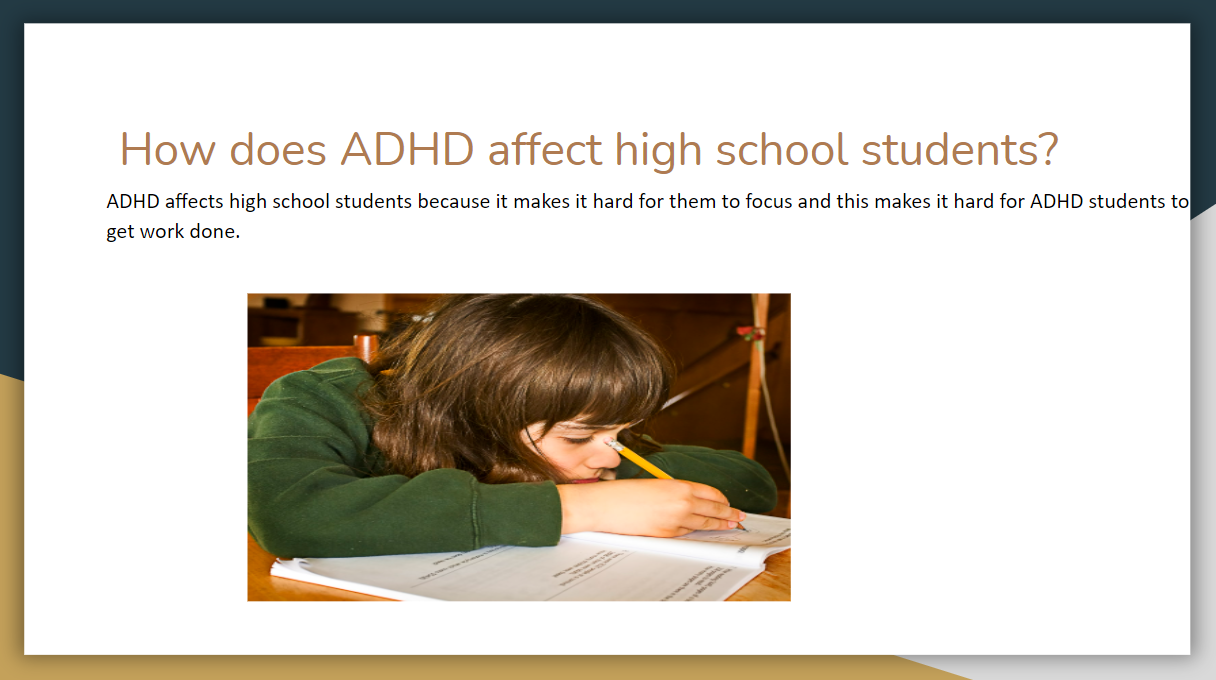 How does ADHD affect high school students?
ADHD affects high school students because it makes it hard for them to focus and this makes it hard for ADHD students to
get work done.